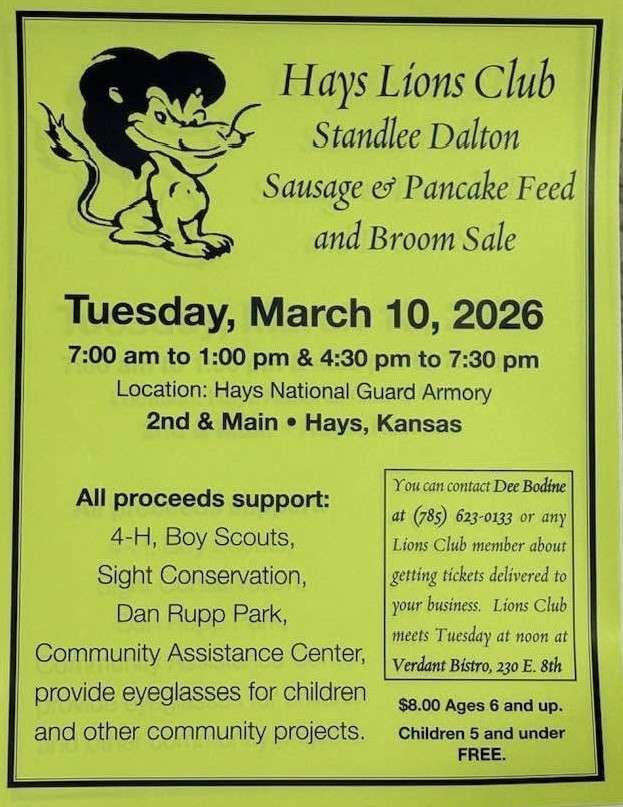 Hays Lions Club
Standlee Dalton
Sausage & Pancake Feed
and Broom Sale
Tuesday, March 10, 2026
7:00 am to 1:00 pm & 4:30 pm to 7:30 pm
Location: Hays National Guard Armory
2nd & Main • Hays, Kansas
All proceeds support:
4-H, Boy Scouts,
Sight Conservation,
Dan Rupp Park,
Community Assistance Center,
provide eyeglasses for children
and other community projects.
You can contact Dee Bodine
at (785) 623-0133 or any
Lions Club member about
getting tickets delivered to
your business. Lions Club
meets Tuesday at noon at
Verdant Bistro, 230 E. 8th
$8.00 Ages 6 and up.
Children 5 and under
FREE.